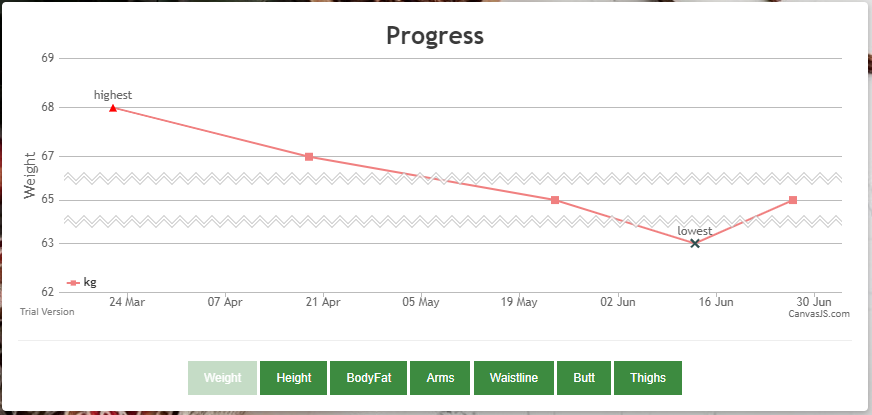 Progress
69
highest
68
67
Weight
65
lowest
63
kg
62
24 Mar 07 Apr 21 Apr 05 May 19 May 02 Jun 16 Jun 30 Jun
Trial Version CanvasJS.com
Weight Height BodyFat Arms Waistline Butt Thighs